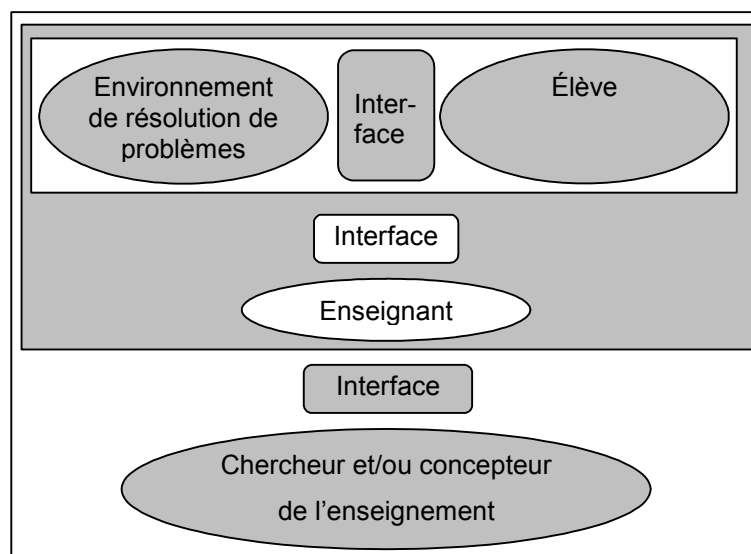 Environnement
de résolution de
problèmes
Inter-
face
Élève
Interface
Enseignant
Interface
Chercheur et/ou concepteur
de l'enseignement